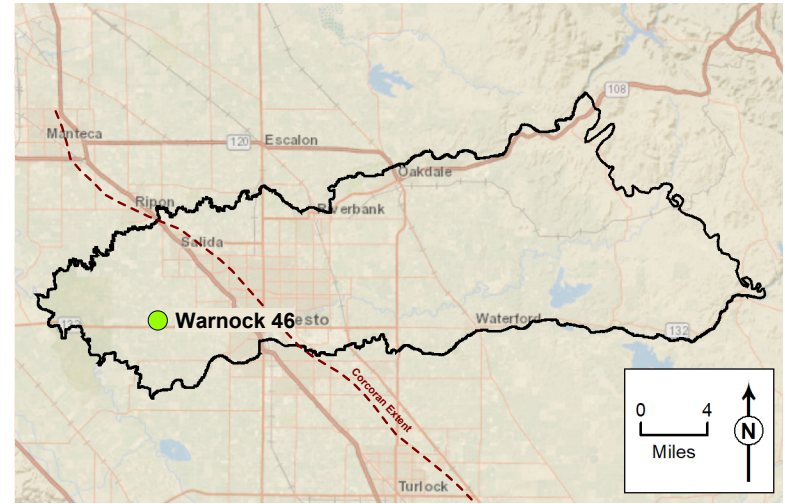 108
Manteca
120
Escalon
Oakdale
Ripon
Riverbank
Salida
132
Warnock 46
esto
Waterford
132
Corcoran Extent
0 4
N
Miles
Turlock